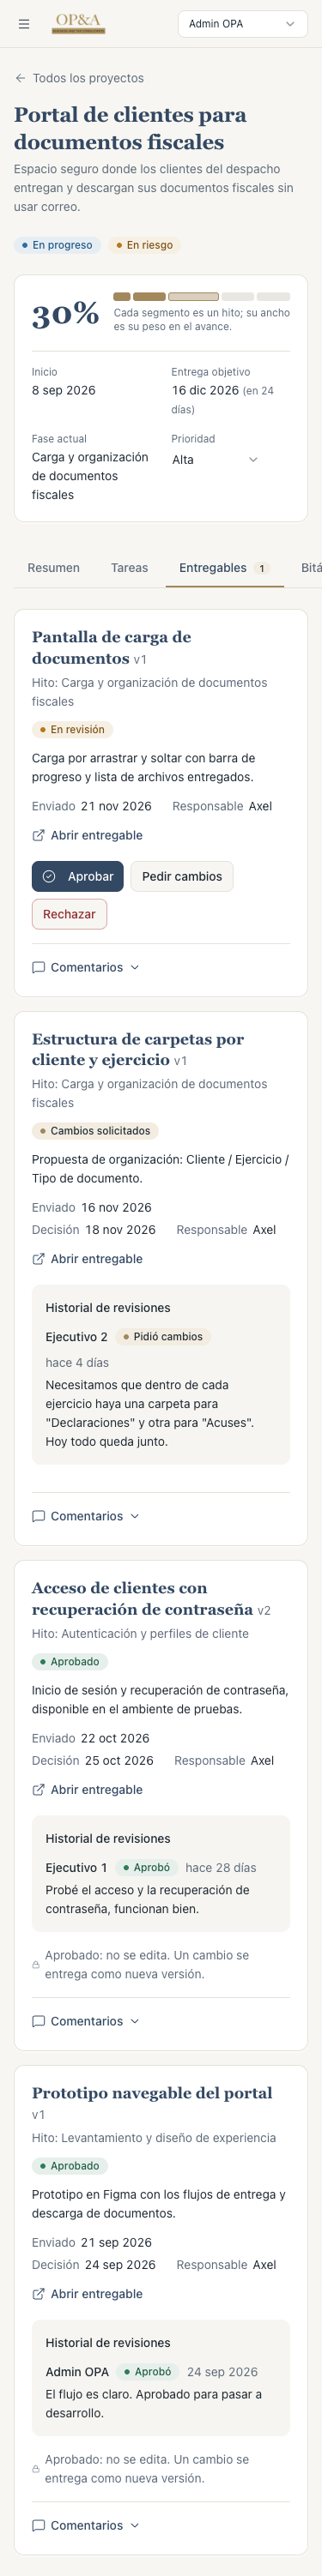 OP&A
Admin OPA
Todos los proyectos
Portal de clientes para
documentos fiscales
Espacio seguro donde los clientes del despacho
entregan y descargan sus documentos fiscales sin
usar correo.
En progreso
En riesgo
30%
Cada segmento es un hito; su ancho
es su peso en el avance.
Inicio
8 sep 2026
Entrega objetivo
16 dic 2026 (en 24
días)
Fase actual
Carga y organización
de documentos
fiscales
Prioridad
Alta
Resumen Tareas Entregables 1 Bitá
Pantalla de carga de
documentos v1
Hito: Carga y organización de documentos
fiscales
En revisión
Carga por arrastrar y soltar con barra de
progreso y lista de archivos entregados.
Enviado 21 nov 2026 Responsable Axel
Abrir entregable
Aprobar
Pedir cambios
Rechazar
Comentarios
Estructura de carpetas por
cliente y ejercicio v1
Hito: Carga y organización de documentos
fiscales
Cambios solicitados
Propuesta de organización: Cliente / Ejercicio /
Tipo de documento.
Enviado 16 nov 2026
Decisión 18 nov 2026 Responsable Axel
Abrir entregable
Historial de revisiones
Ejecutivo 2 Pidió cambios
hace 4 días
Necesitamos que dentro de cada
ejercicio haya una carpeta para
"Declaraciones" y otra para "Acuses".
Hoy todo queda junto.
Comentarios
Acceso de clientes con
recuperación de contraseña v2
Hito: Autenticación y perfiles de cliente
Aprobado
Inicio de sesión y recuperación de contraseña,
disponible en el ambiente de pruebas.
Enviado 22 oct 2026
Decisión 25 oct 2026 Responsable Axel
Abrir entregable
Historial de revisiones
Ejecutivo 1 Aprobó hace 28 días
Probé el acceso y la recuperación de
contraseña, funcionan bien.
Aprobado: no se edita. Un cambio se
entrega como nueva versión.
Comentarios
Prototipo navegable del portal
v1
Hito: Levantamiento y diseño de experiencia
Aprobado
Prototipo en Figma con los flujos de entrega y
descarga de documentos.
Enviado 21 sep 2026
Decisión 24 sep 2026 Responsable Axel
Abrir entregable
Historial de revisiones
Admin OPA Aprobó 24 sep 2026
El flujo es claro. Aprobado para pasar a
desarrollo.
Aprobado: no se edita. Un cambio se
entrega como nueva versión.
Comentarios